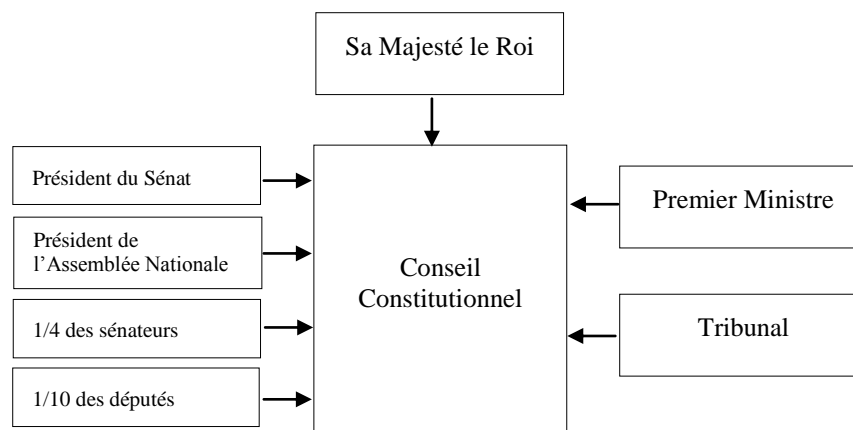 Sa Majesté le Roi
Président du Sénat
Président de
l’Assemblée Nationale
1/4 des sénateurs
1/10 des députés
Conseil
Constitutionnel
Premier Ministre
Tribunal